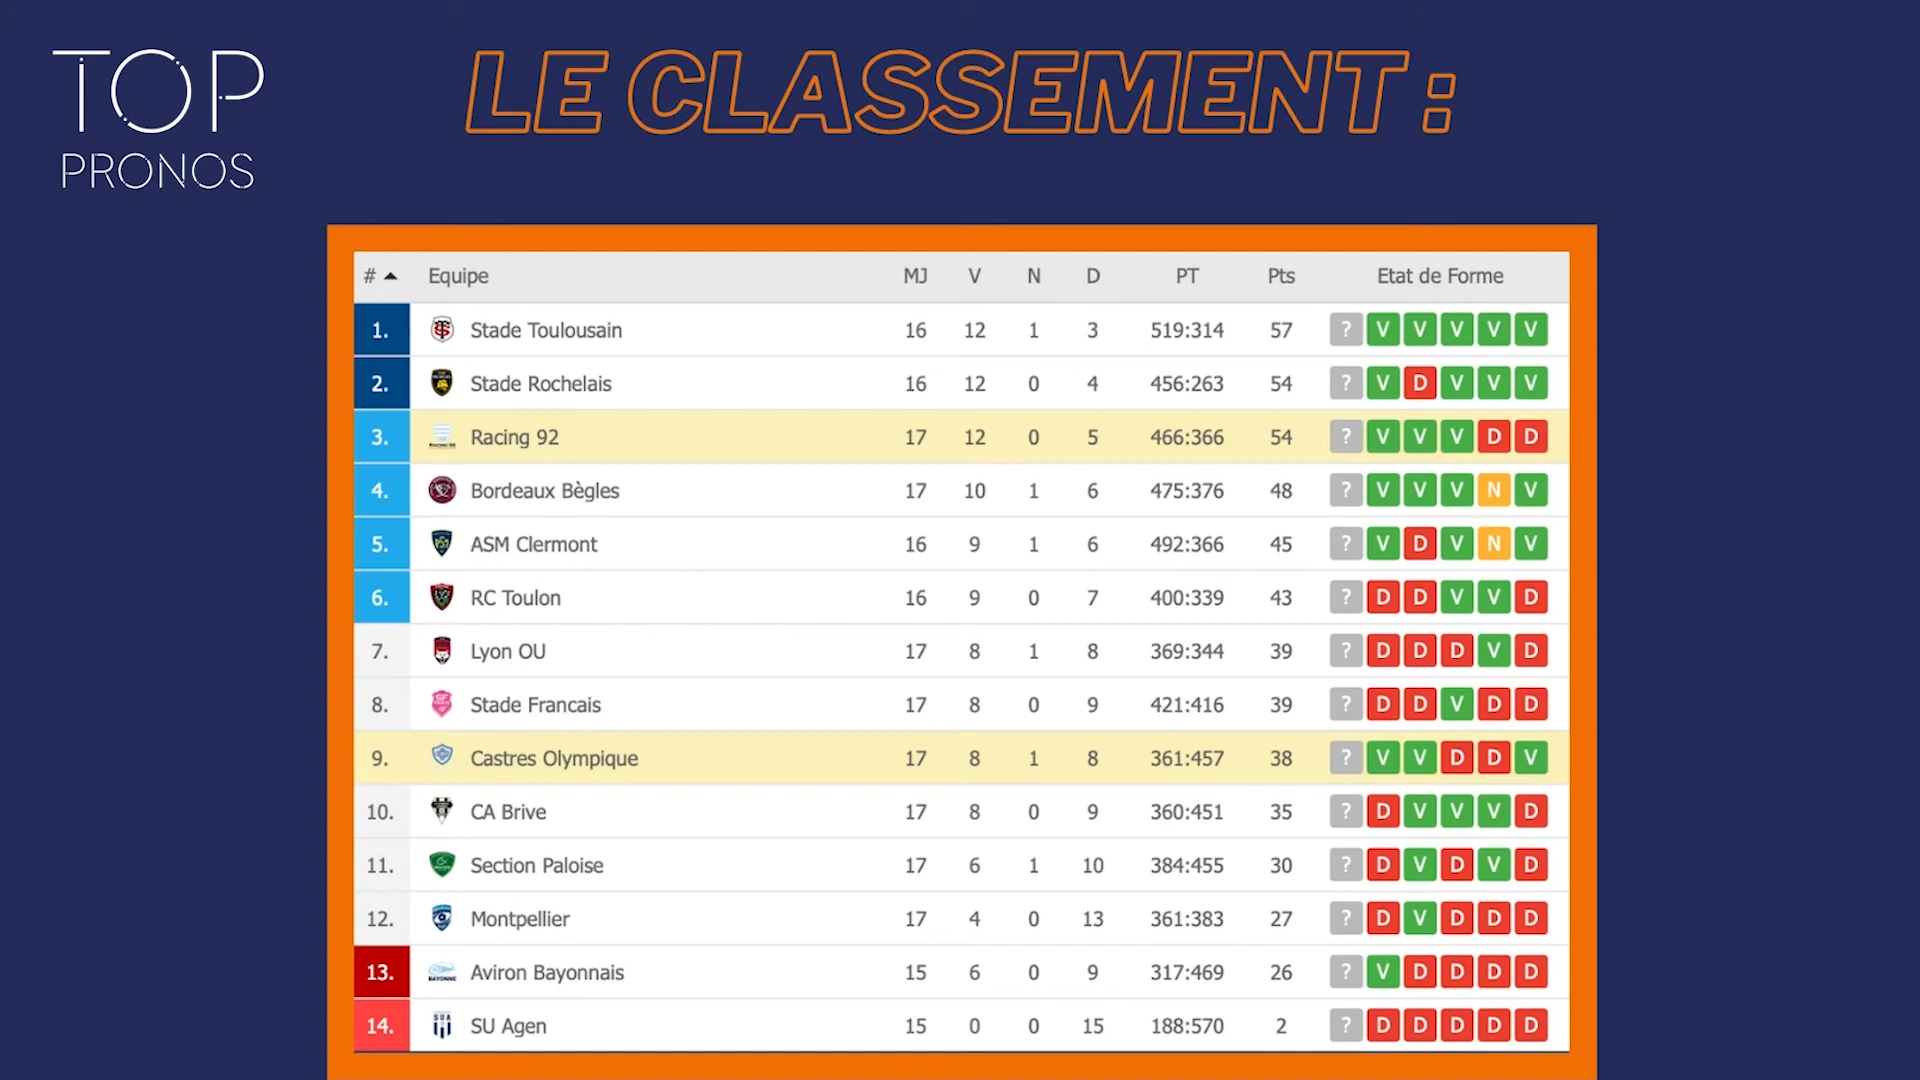 TOP
PRONOS
LE CLASSEMENT :
# Equipe MJ V N D PT Pts Etat de Forme
1. Stade Toulousain 16 12 1 3 519:314 57 ? V V V V V
2. Stade Rochelais 16 12 0 4 456:263 54 ? V D V V V
3. Racing 92 17 12 0 5 466:366 54 ? V V V D D
4. Bordeaux Bègles 17 10 1 6 475:376 48 ? V V V N V
5. ASM Clermont 16 9 1 6 492:366 45 ? V D V N V
6. RC Toulon 16 9 0 7 400:339 43 ? D D V V D
7. Lyon OU 17 8 1 8 369:344 39 ? D D D V D
8. Stade Francais 17 8 0 9 421:416 39 ? D D V D D
9. Castres Olympique 17 8 1 8 361:457 38 ? V V D D V
10. CA Brive 17 8 0 9 360:451 35 ? D V V V D
11. Section Paloise 17 6 1 10 384:455 30 ? D V D V D
12. Montpellier 17 4 0 13 361:383 27 ? D V D D D
13. Aviron Bayonnais 15 6 0 9 317:469 26 ? V D D D D
14. SU Agen 15 0 0 15 188:570 2 ? D D D D D